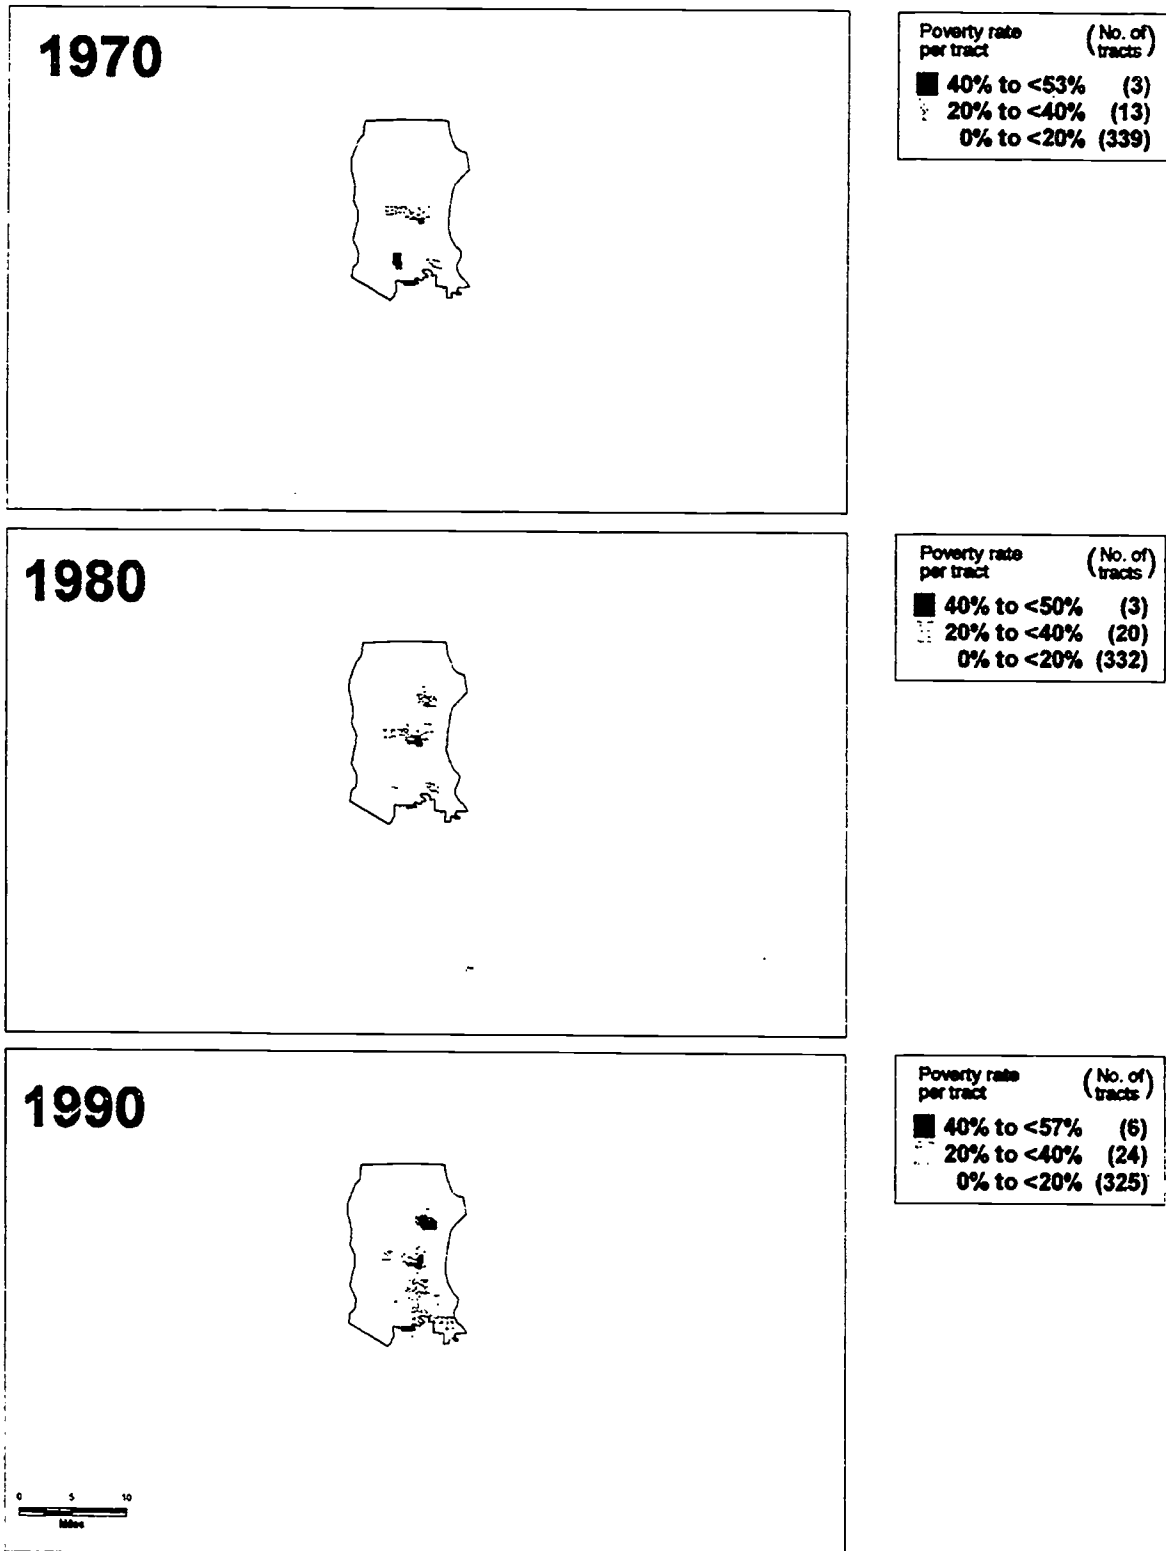 1970
Poverty rate per tract (No. of tracts)
40% to <53% (3)
20% to <40% (13)
0% to <20% (339)
1980
Poverty rate per tract (No. of tracts)
40% to <50% (3)
20% to <40% (20)
0% to <20% (332)
1990
Poverty rate per tract (No. of tracts)
40% to <57% (6)
20% to <40% (24)
0% to <20% (325)
0 5 10
Miles